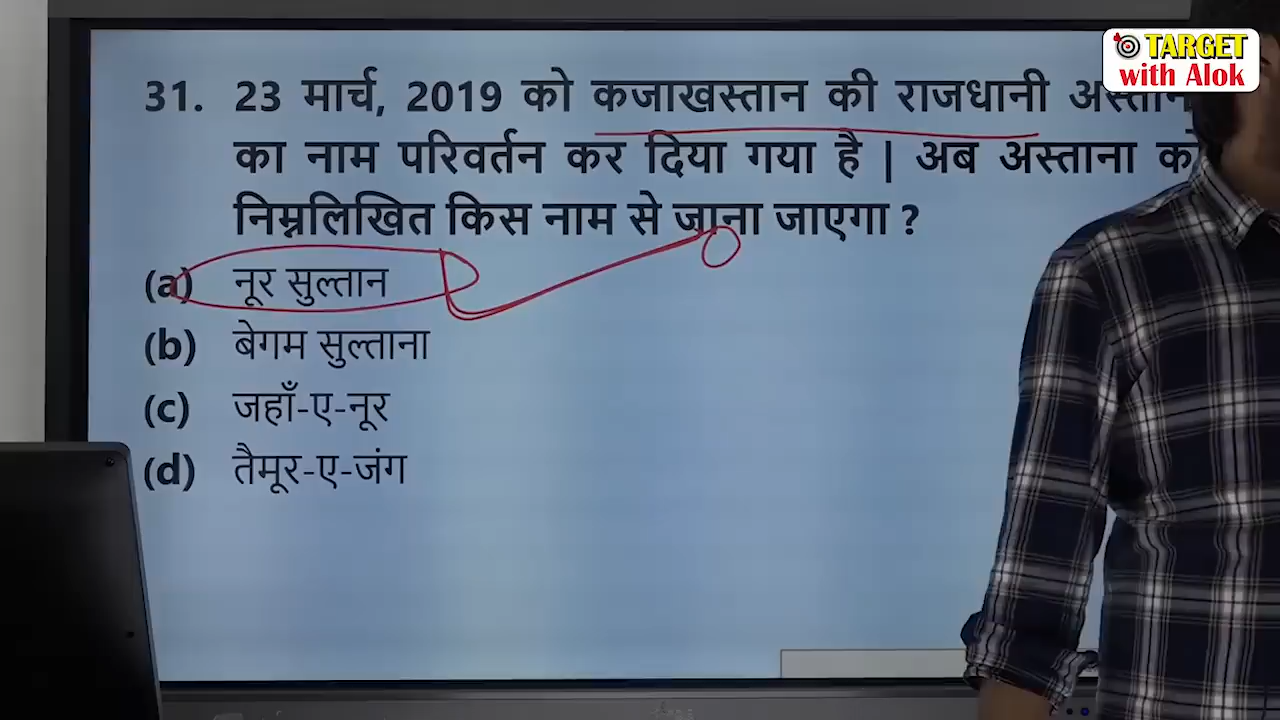 TARGET
with Alok
31. 23 मार्च, 2019 को कजाखस्तान की राजधानी
का नाम परिवर्तन कर दिया गया है | अब अस्ताना को
निम्नलिखित किस नाम से जाना जाएगा ?
(a) नूर सुल्तान
(b) बेगम सुल्ताना
(c) जहाँ-ए-नूर
(d) तैमूर-ए-जंग